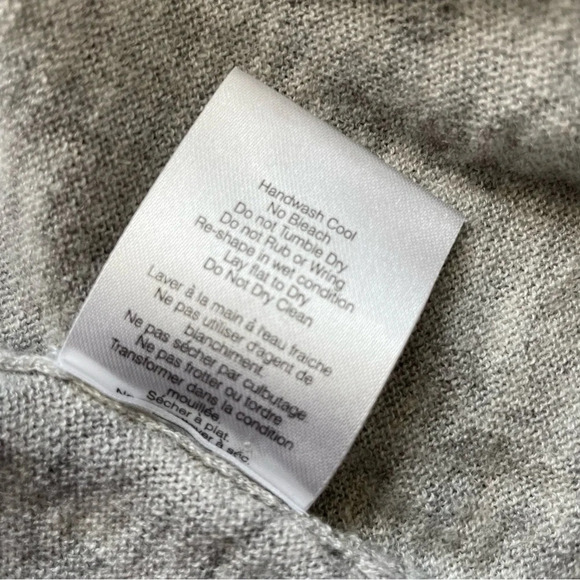 Handwash Cool
No Bleach
Do not Tumble Dry
Do not Rub or Wring
Re-shape in wet condition
Lay flat to Dry
Do Not Dry Clean
Laver à la main à l'eau fraîche
Ne pas utiliser d'agent de
blanchiment.
Ne pas sécher par culbutage
Ne pas frotter ou tordre
Transformer dans la condition
mouillée
Sécher à plat.
à sec